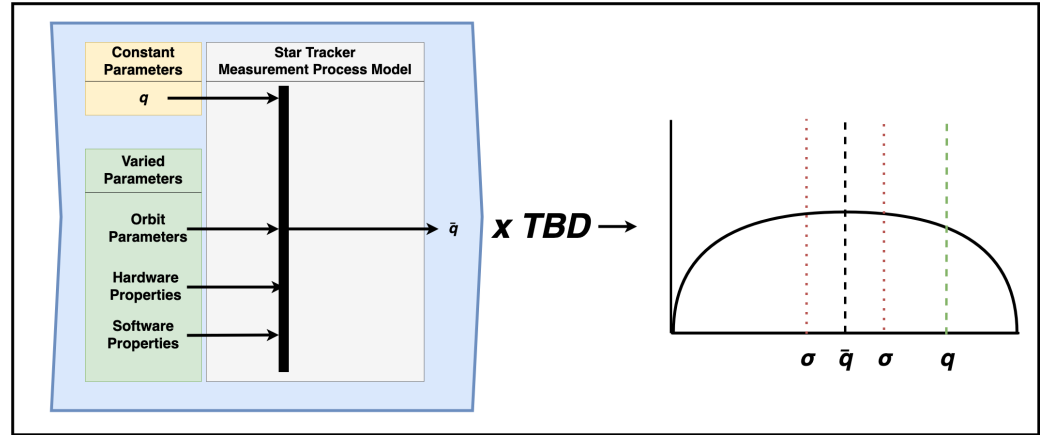 Constant
Parameters
q
Star Tracker
Measurement Process Model
Varied
Parameters
Orbit
Parameters
Hardware
Properties
Software
Properties
q̄
x TBD
σ q̄ σ q